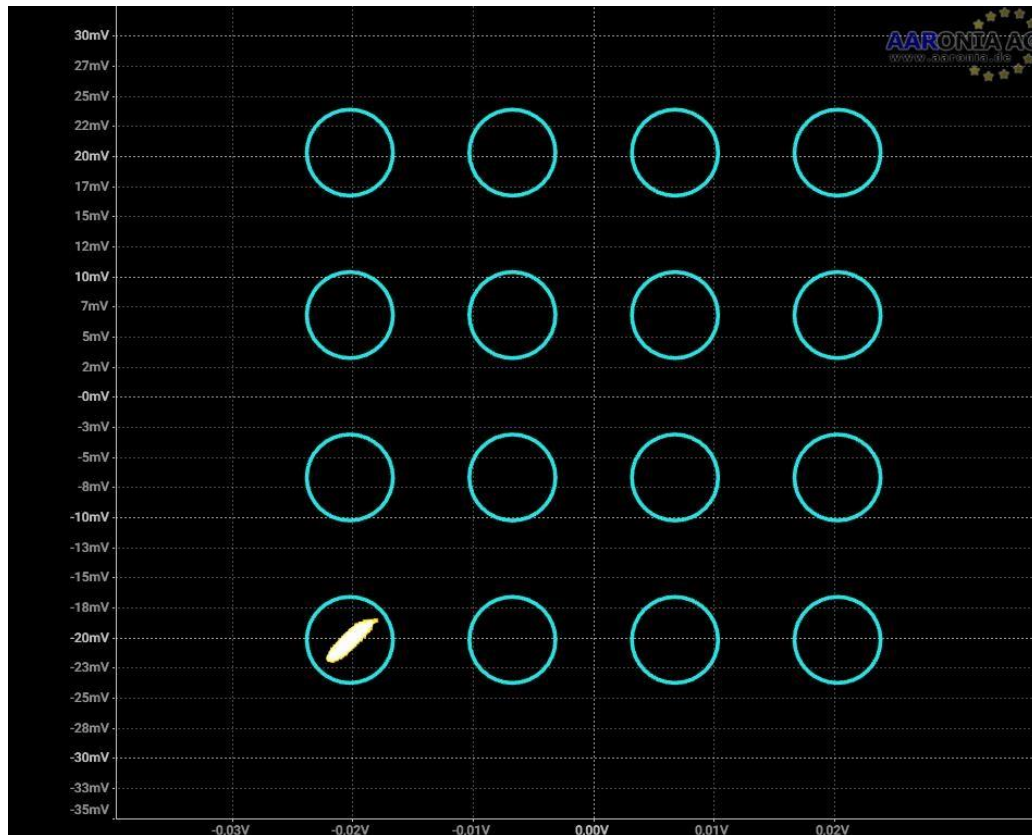 AARONIA AG
www.aaronia.de
30mV
27mV
25mV
22mV
20mV
17mV
15mV
12mV
10mV
7mV
5mV
2mV
-0mV
-3mV
-5mV
-8mV
-10mV
-13mV
-15mV
-18mV
-20mV
-23mV
-25mV
-28mV
-30mV
-33mV
-35mV
-0.03V -0.02V -0.01V 0.00V 0.01V 0.02V